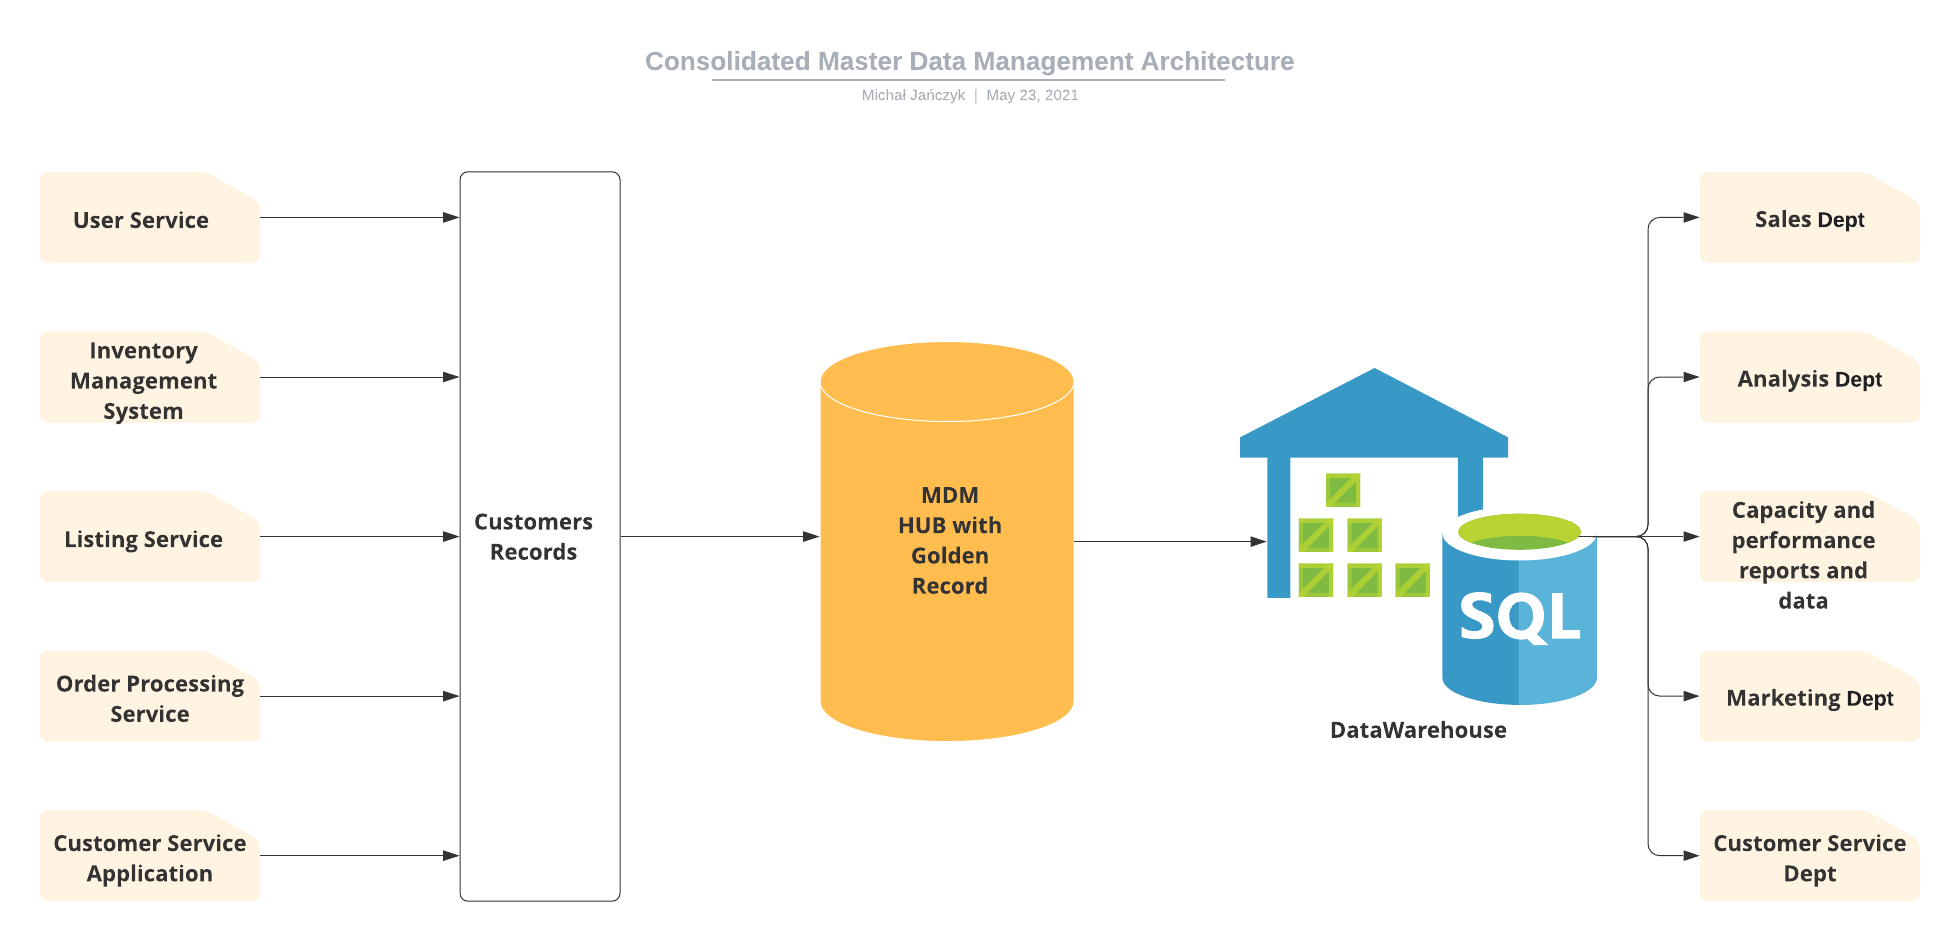 Consolidated Master Data Management Architecture
Michał Jańczyk | May 23, 2021
User Service
Inventory
Management
System
Listing Service
Order Processing
Service
Customer Service
Application
Customers
Records
MDM
HUB with
Golden
Record
SQL
DataWarehouse
Sales Dept
Analysis Dept
Capacity and
performance
reports and
data
Marketing Dept
Customer Service
Dept